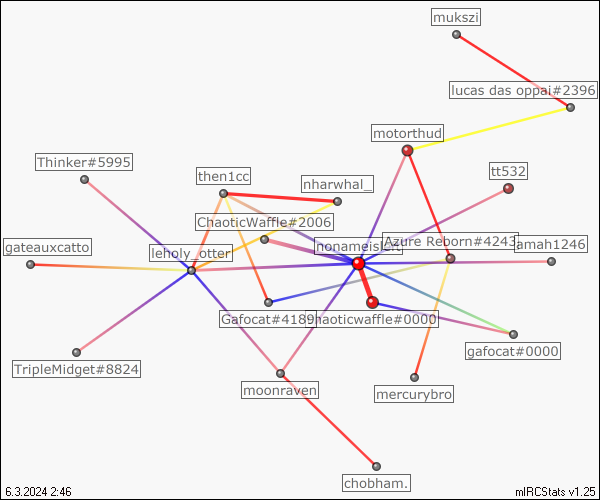 mukszi
lucas das oppai#2396
motorthud
Thinker#5995
then1cc
nharwhal_
tt532
ChaoticWaffle#2006
gateauxcatto
leholy_otter
nonameisleft
Azure Reborn#4243
amah1246
Gafocat#4189
chaoticwaffle#0000
gafocat#0000
TripleMidget#8824
moonraven
mercurybro
chobham.
6.3.2024 2:46
mIRCStats v1.25